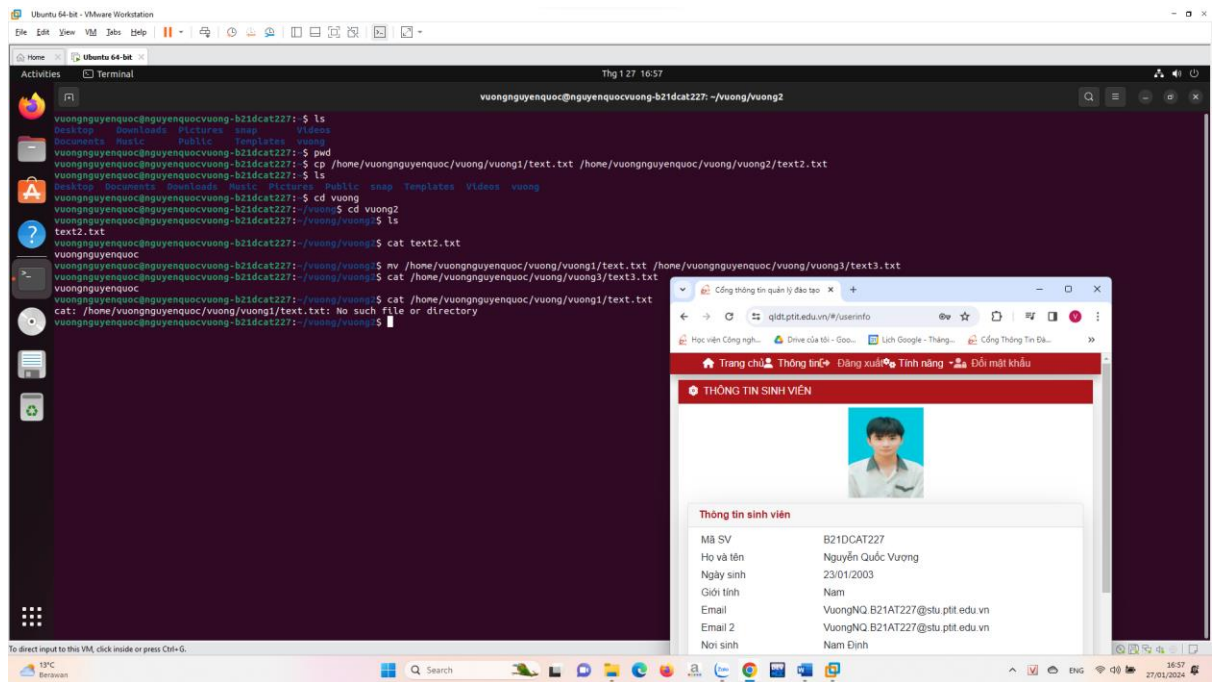 Ubuntu 64-bit - VMware Workstation
File Edit View VM Tabs Help
Home Ubuntu 64-bit
Activities Terminal Thg 1 27 16:57
vuongnguyenquoc@nguyenquocvuong-b21dcat227: ~/vuong/vuong2
vuongnguyenquoc@nguyenquocvuong-b21dcat227:~$ ls
Desktop Downloads Pictures snap Videos
Documents Music Public Templates vuong
vuongnguyenquoc@nguyenquocvuong-b21dcat227:~$ pwd
vuongnguyenquoc@nguyenquocvuong-b21dcat227:~$ cp /home/vuongnguyenquoc/vuong/vuong1/text.txt /home/vuongnguyenquoc/vuong/vuong2/text2.txt
vuongnguyenquoc@nguyenquocvuong-b21dcat227:~$ ls
Desktop Documents Downloads Music Pictures Public snap Templates Videos vuong
vuongnguyenquoc@nguyenquocvuong-b21dcat227:~$ cd vuong
vuongnguyenquoc@nguyenquocvuong-b21dcat227:~/vuong$ cd vuong2
vuongnguyenquoc@nguyenquocvuong-b21dcat227:~/vuong/vuong2$ ls
text2.txt
vuongnguyenquoc@nguyenquocvuong-b21dcat227:~/vuong/vuong2$ cat text2.txt
vuongnguyenquoc
vuongnguyenquoc@nguyenquocvuong-b21dcat227:~/vuong/vuong2$ mv /home/vuongnguyenquoc/vuong/vuong1/text.txt /home/vuongnguyenquoc/vuong/vuong3/text3.txt
vuongnguyenquoc@nguyenquocvuong-b21dcat227:~/vuong/vuong2$ cat /home/vuongnguyenquoc/vuong/vuong3/text3.txt
vuongnguyenquoc
vuongnguyenquoc@nguyenquocvuong-b21dcat227:~/vuong/vuong2$ cat /home/vuongnguyenquoc/vuong/vuong1/text.txt
cat: /home/vuongnguyenquoc/vuong/vuong1/text.txt: No such file or directory
vuongnguyenquoc@nguyenquocvuong-b21dcat227:~/vuong/vuong2$
Cổng thông tin quản lý đào tạo
qldt.ptit.edu.vn/#/userinfo
Học viện Công ngh... Drive của tôi - Goo... Lịch Google - Tháng... Cổng Thông Tin Đà... »
Trang chủ Thông tin Đăng xuất Tính năng Đổi mật khẩu
THÔNG TIN SINH VIÊN
Thông tin sinh viên
Mã SV B21DCAT227
Họ và tên Nguyễn Quốc Vượng
Ngày sinh 23/01/2003
Giới tính Nam
Email VuongNQ.B21AT227@stu.ptit.edu.vn
Email 2 VuongNQ.B21AT227@stu.ptit.edu.vn
Nơi sinh Nam Định
To direct input to this VM, click inside or press Ctrl+G.
13°C
Berawan
Search
ENG
16:57
27/01/2024